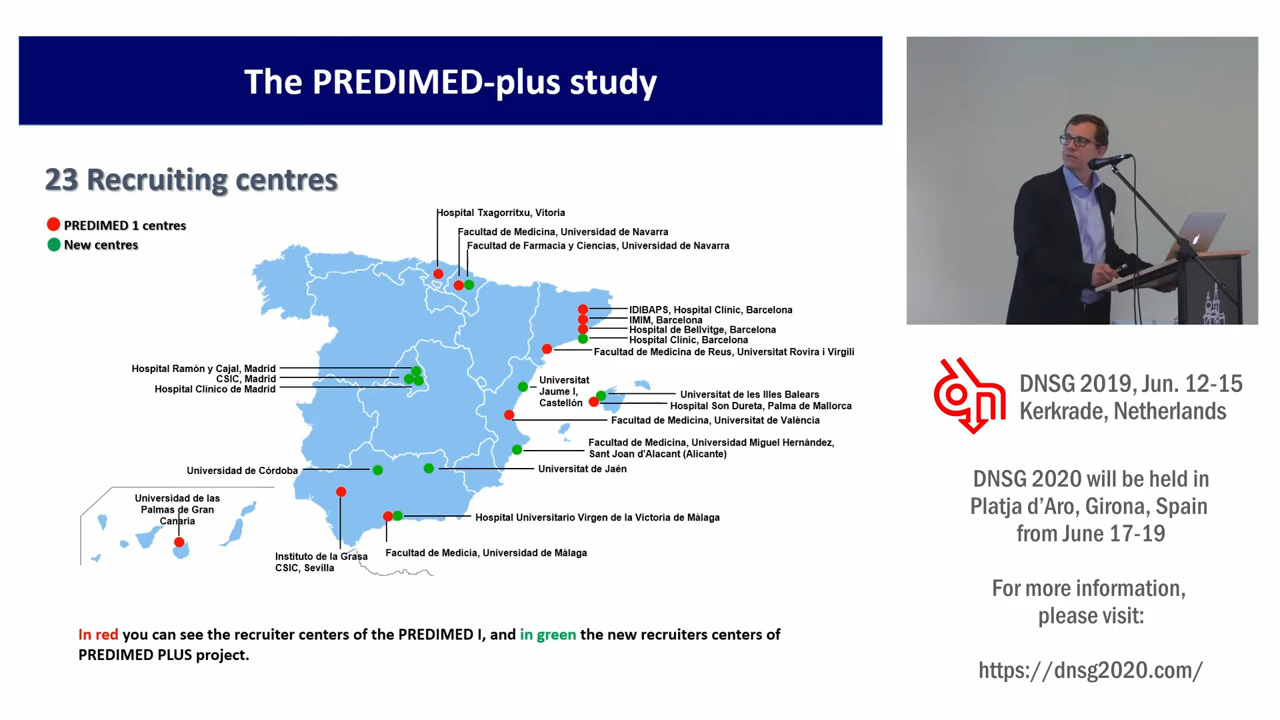 The PREDIMED-plus study
23 Recruiting centres
PREDIMED 1 centres
New centres
Hospital Txagorritxu, Vitoria
Facultad de Medicina, Universidad de Navarra
Facultad de Farmacia y Ciencias, Universidad de Navarra
IDIBAPS, Hospital Clínic, Barcelona
IMIM, Barcelona
Hospital de Bellvitge, Barcelona
Hospital Clinic, Barcelona
Facultad de Medicina de Reus, Universitat Rovira i Virgili
Hospital Ramón y Cajal, Madrid
CSIC, Madrid
Hospital Clínico de Madrid
Universitat
Jaume I,
Castellón
Universitat de les Illes Balears
Hospital Son Dureta, Palma de Mallorca
Facultad de Medicina, Universitat de València
Facultad de Medicina, Universidad Miguel Hernàndez,
Sant Joan d'Alacant (Alicante)
Universidad de Córdoba
Universitat de Jaén
Universidad de las
Palmas de Gran
Canaria
Hospital Universitario Virgen de la Victoria de Màlaga
Instituto de la Grasa
CSIC, Sevilla
Facultad de Medicia, Universidad de Màlaga
In red you can see the recruiter centers of the PREDIMED I, and in green the new recruiters centers of
PREDIMED PLUS project.
DNSG 2019, Jun. 12-15
Kerkrade, Netherlands
DNSG 2020 will be held in
Platja d'Aro, Girona, Spain
from June 17-19
For more information,
please visit:
https://dnsg2020.com/